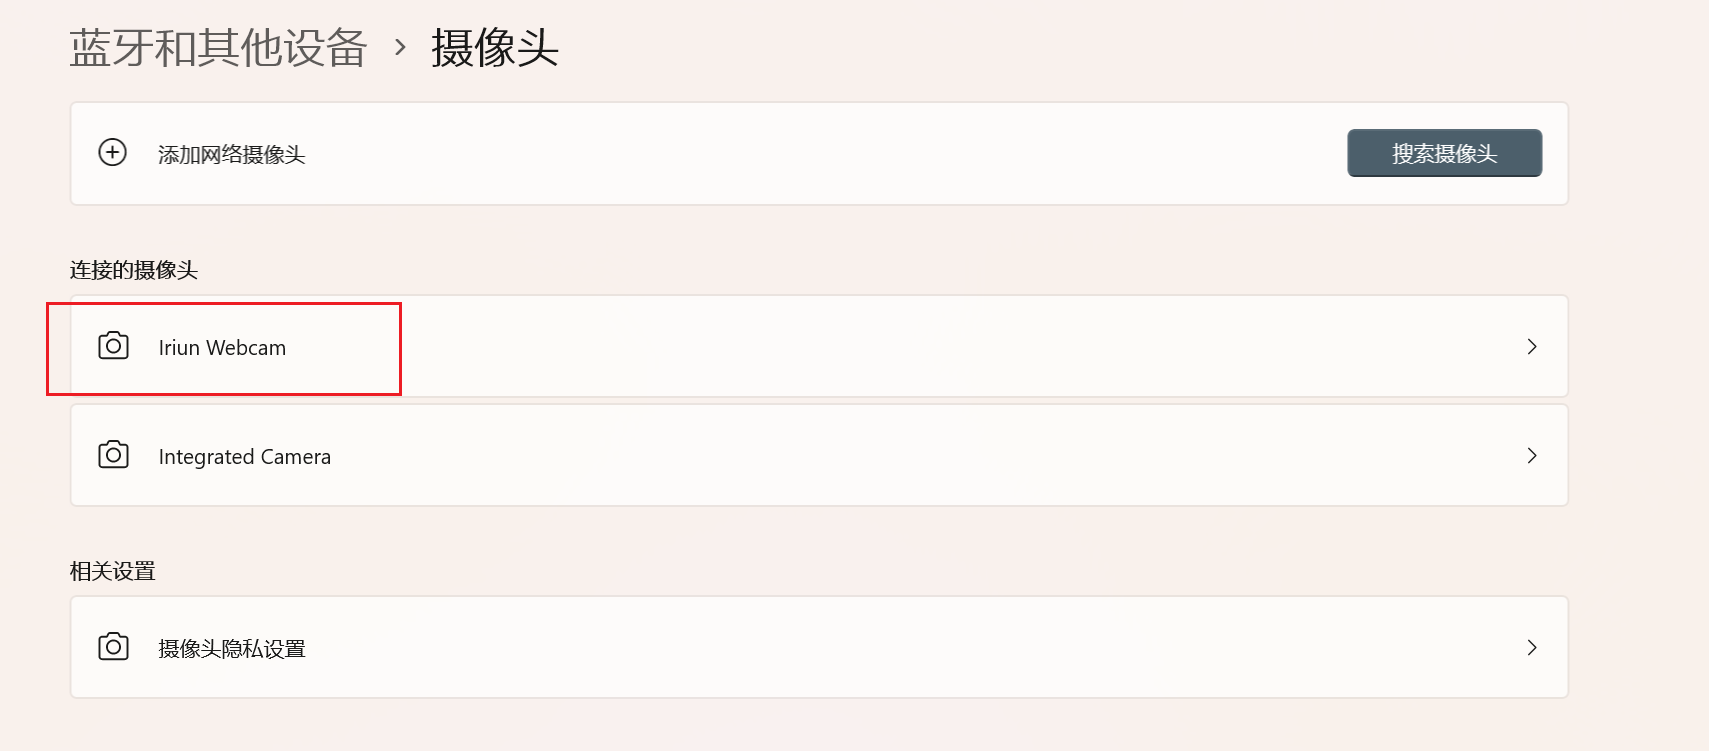 蓝牙和其他设备 › 摄像头
添加网络摄像头
搜索摄像头
连接的摄像头
Iriun Webcam
Integrated Camera
相关设置
摄像头隐私设置